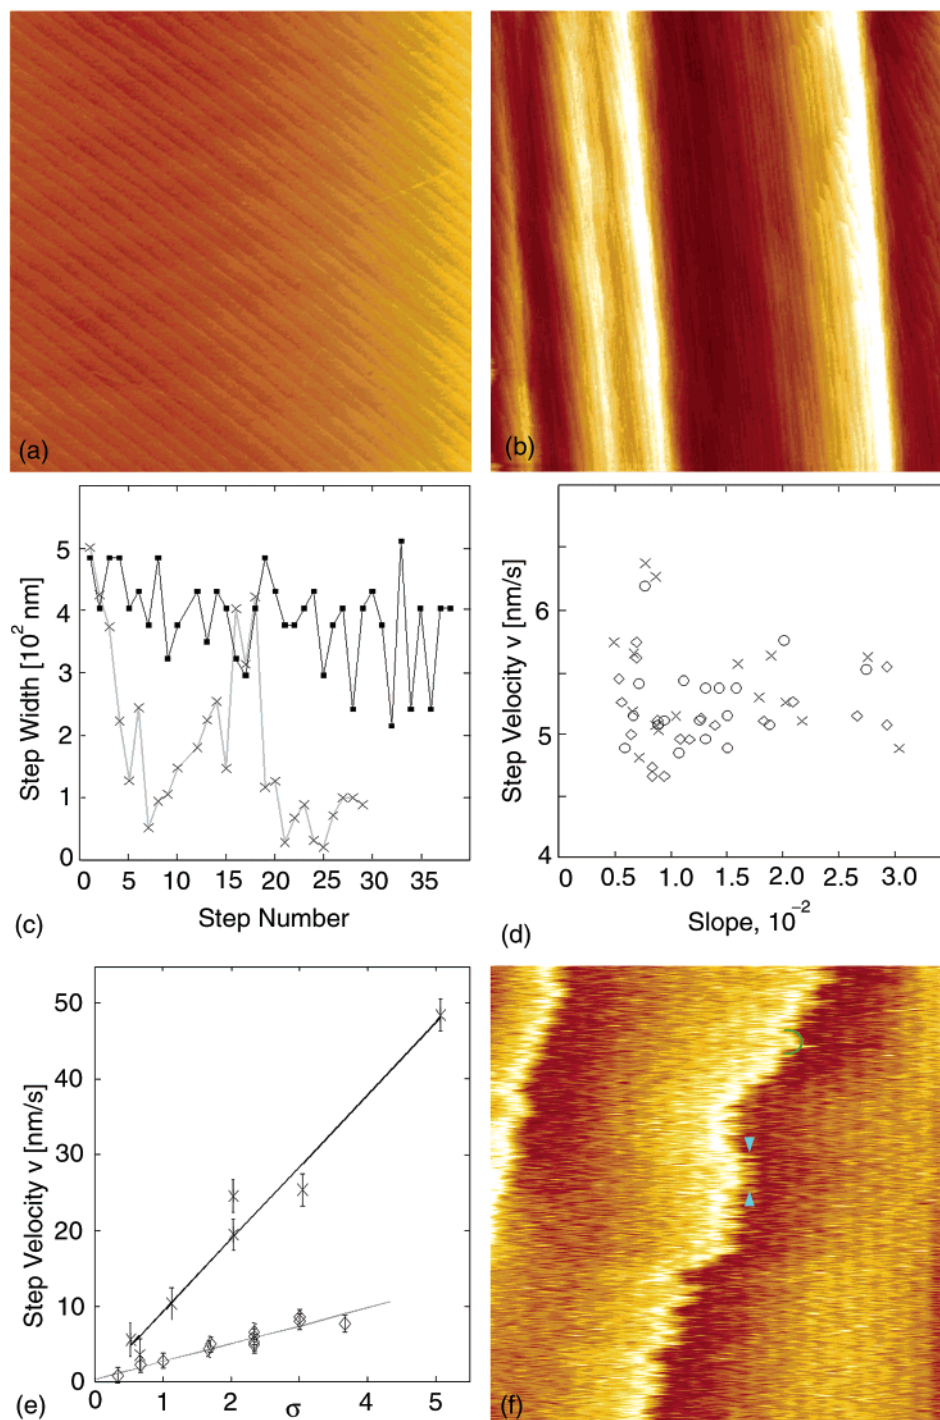 (a)
(b)
Step Width [10² nm]
5
4
3
2
1
0
0 5 10 15 20 25 30 35
Step Number
(c)
Step Velocity v [nm/s]
6
5
4
0 0.5 1.0 1.5 2.0 2.5 3.0
Slope, 10⁻²
(d)
Step Velocity v [nm/s]
50
40
30
20
10
0
0 1 2 3 4 5
σ
(e)
(f)